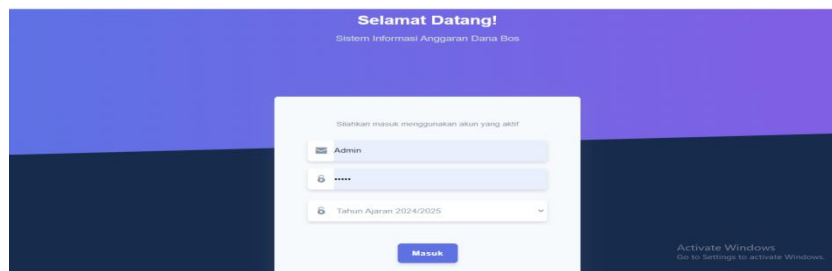 Selamat Datang!
Sistem Informasi Anggaran Dana Bos
Silahkan masuk menggunakan akun yang aktif
Admin
•••••
Tahun Ajaran 2024/2025
Masuk
Activate Windows
Go to Settings to activate Windows.